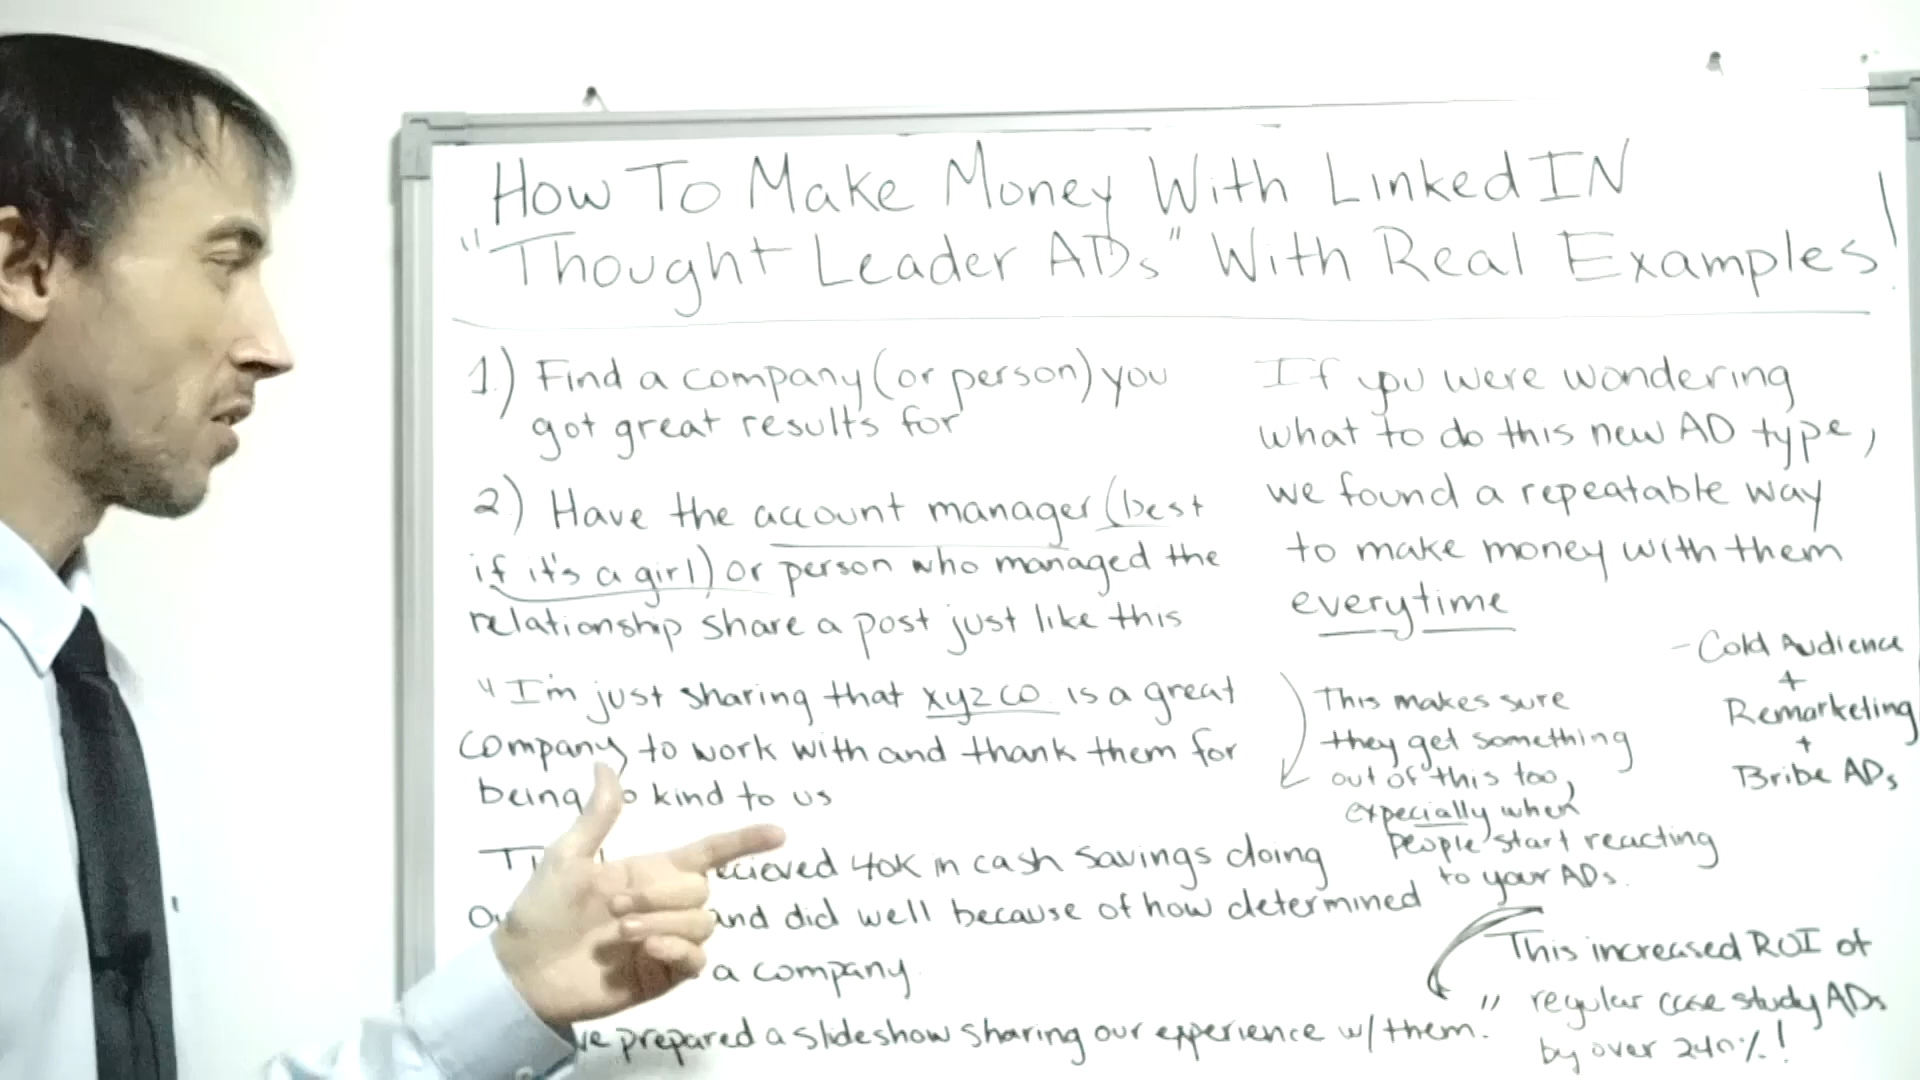 How To Make Money With LinkedIN
"Thought Leader ADs" With Real Examples!
1.) Find a company (or person) you
got great results for
2.) Have the account manager (best
if it's a girl) or person who managed the
relationship share a post just like this
"I'm just sharing that xyz co is a great
company to work with and thank them for
being so kind to us
recieved 40K in cash savings doing
and did well because of how determined
a company
we prepared a slideshow sharing our experience w/ them."
If you were wondering
what to do this new AD type,
we found a repeatable way
to make money with them
everytime
This makes sure
they get something
out of this too,
expecially when
people start reacting
to your ADs.
- Cold Audience
+
Remarketing
+
Bribe ADs
This increased ROI of
regular case study ADs
by over 240%!